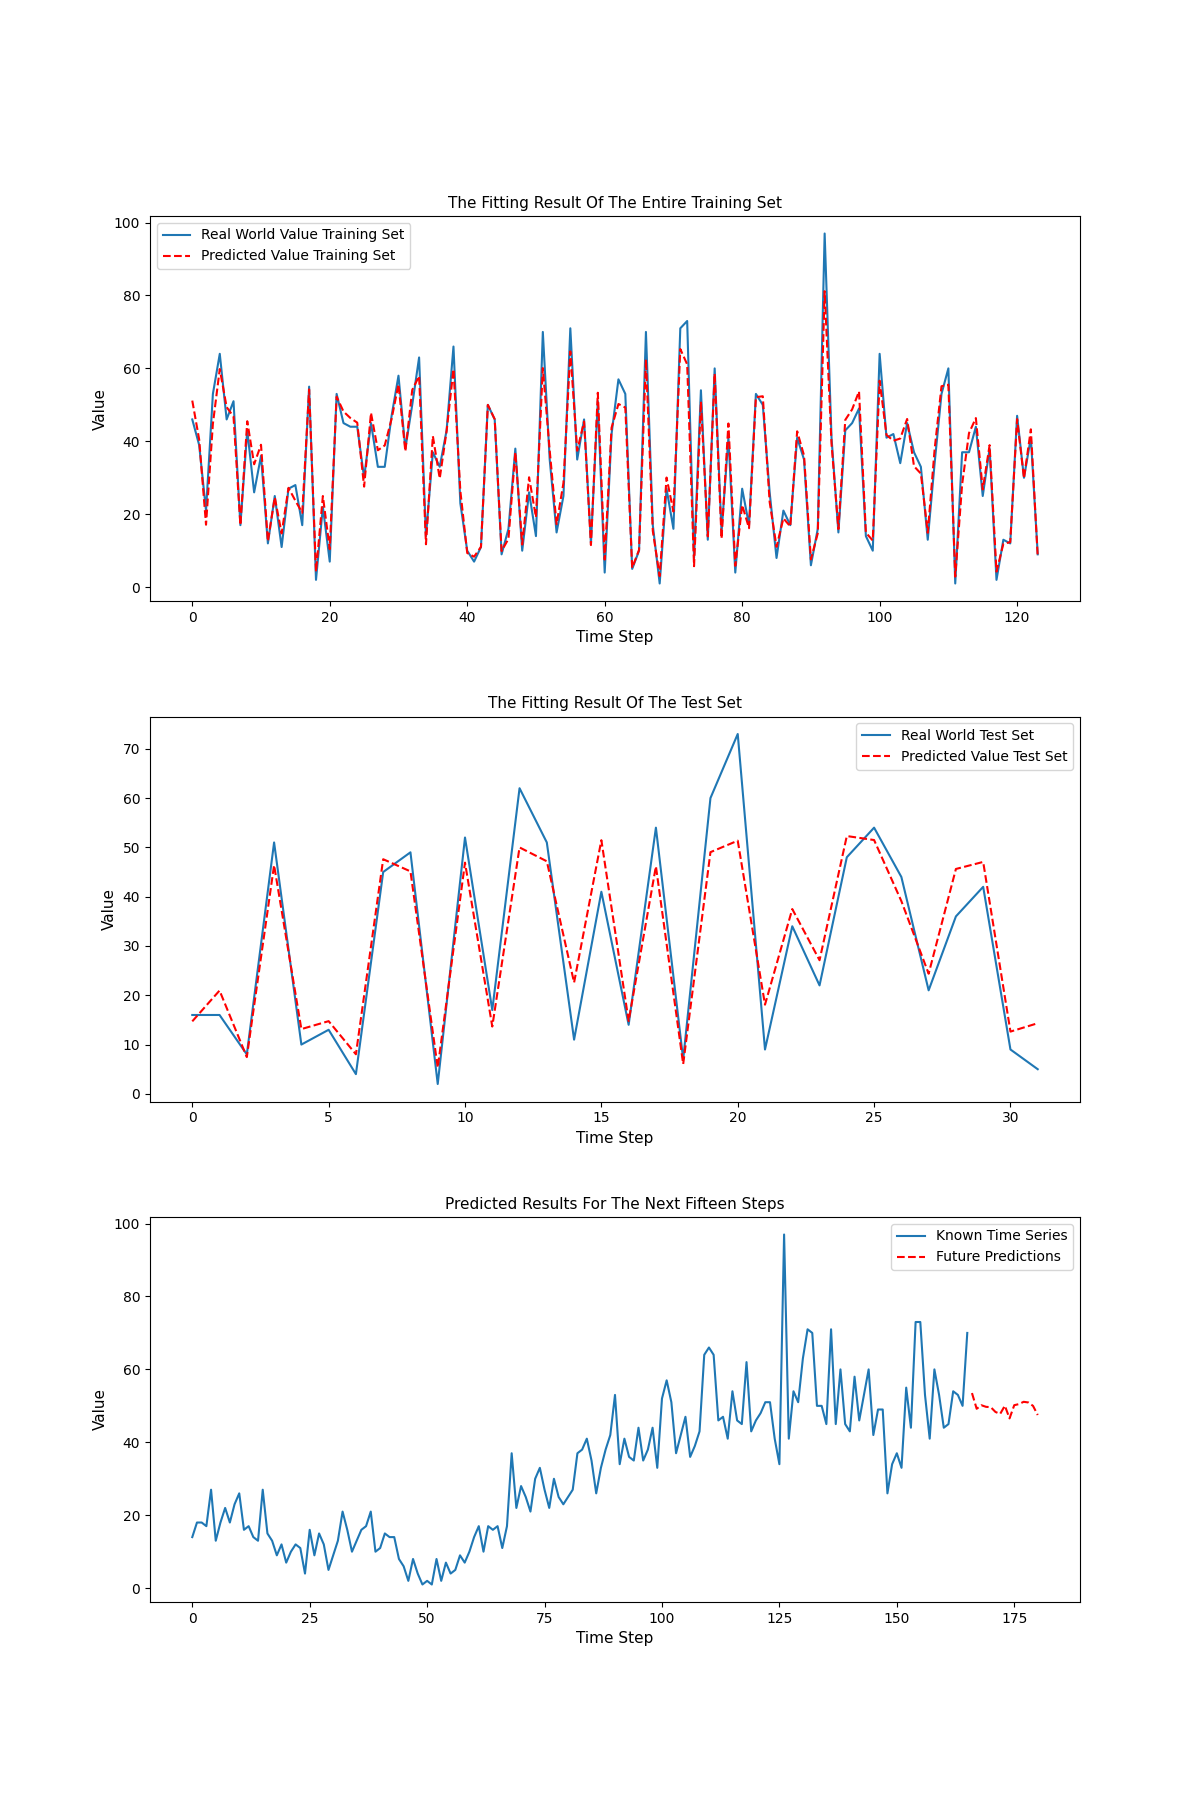 The Fitting Result Of The Entire Training Set
Real World Value Training Set
Predicted Value Training Set
100
80
60
40
20
0
Value
0 20 40 60 80 100 120
Time Step
The Fitting Result Of The Test Set
Real World Test Set
Predicted Value Test Set
70
60
50
40
30
20
10
0
Value
0 5 10 15 20 25 30
Time Step
Predicted Results For The Next Fifteen Steps
Known Time Series
Future Predictions
100
80
60
40
20
0
Value
0 25 50 75 100 125 150 175
Time Step